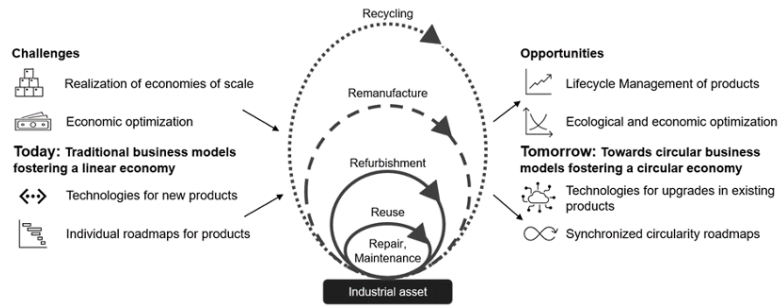 Recycling
Challenges
Realization of economies of scale
Economic optimization
Today: Traditional business models
fostering a linear economy
Technologies for new products
Individual roadmaps for products
Remanufacture
Refurbishment
Reuse
Repair,
Maintenance
Industrial asset
Opportunities
Lifecycle Management of products
Ecological and economic optimization
Tomorrow: Towards circular business
models fostering a circular economy
Technologies for upgrades in existing
products
Synchronized circularity roadmaps